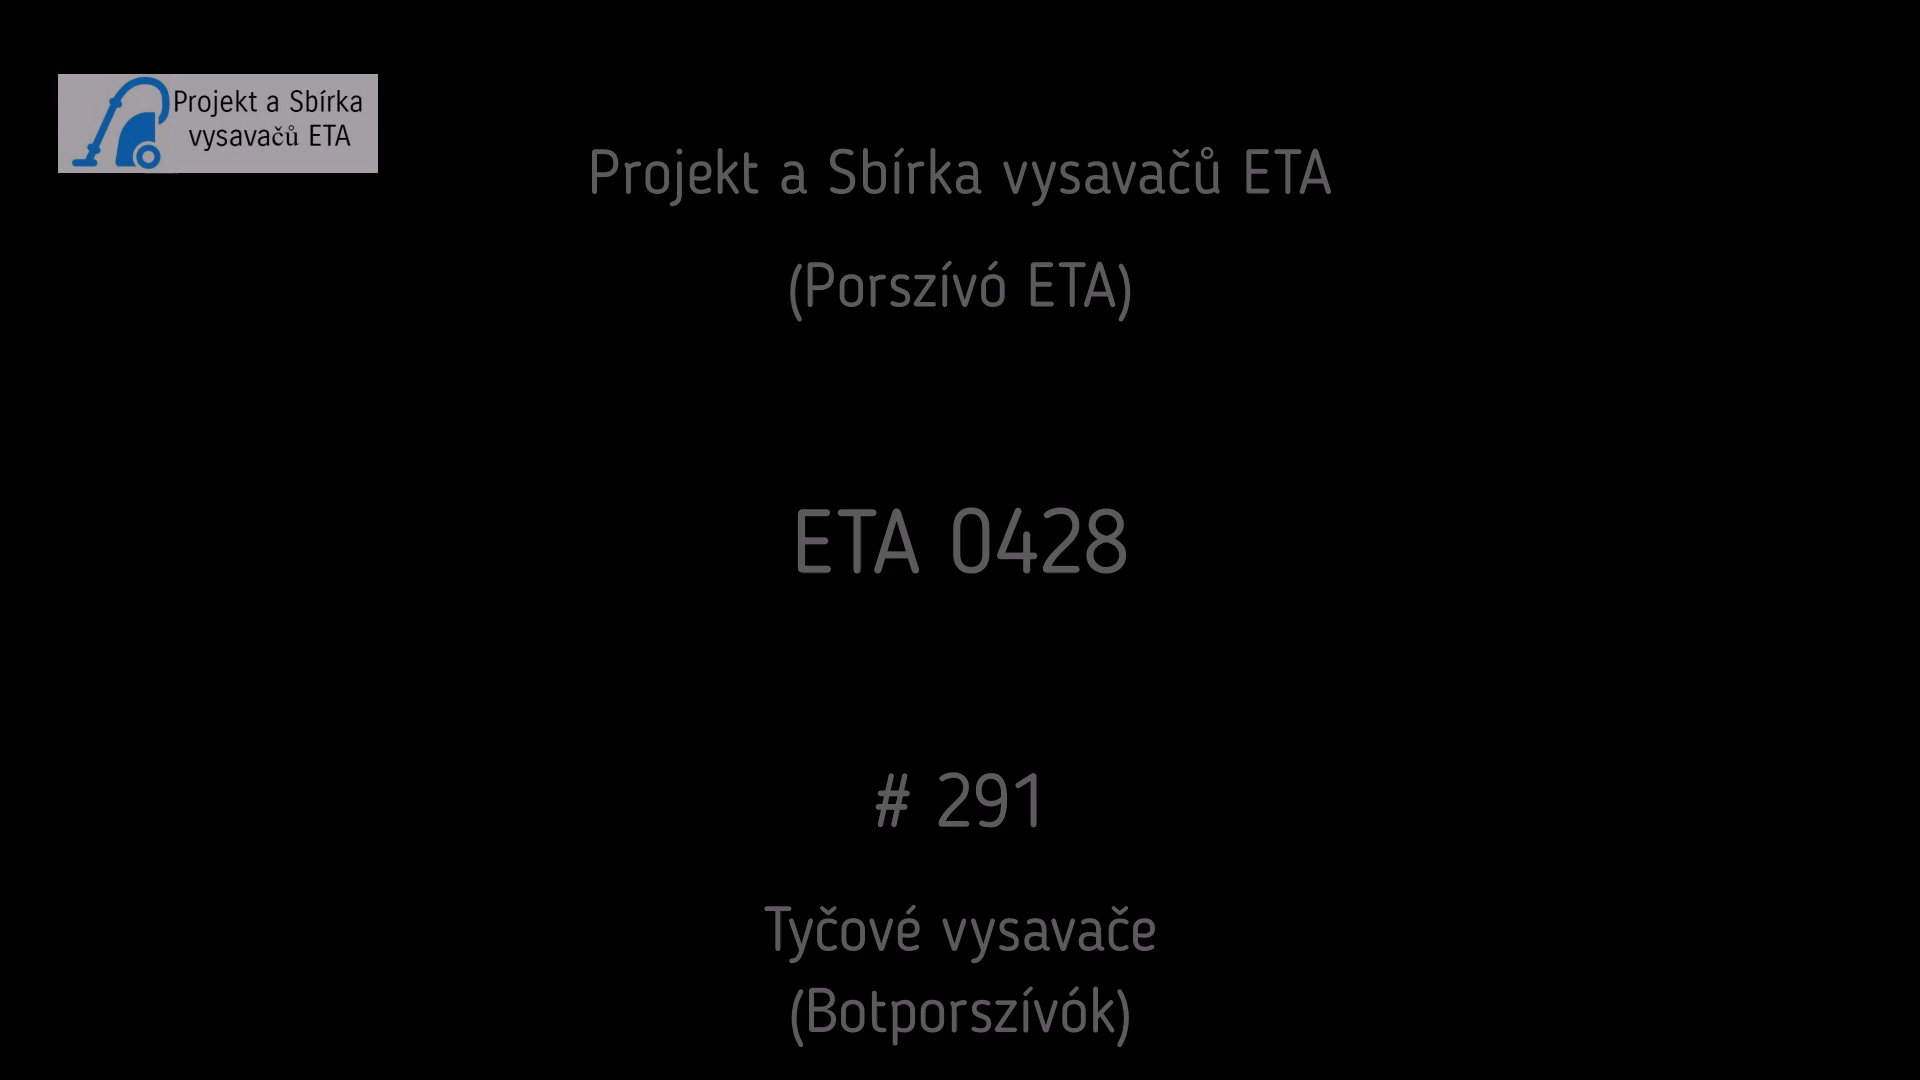 Projekt a Sbírka
vysavačů ETA
Projekt a Sbírka vysavačů ETA
(Porszívó ETA)
ETA 0428
# 291
Tyčové vysavače
(Botporszívók)